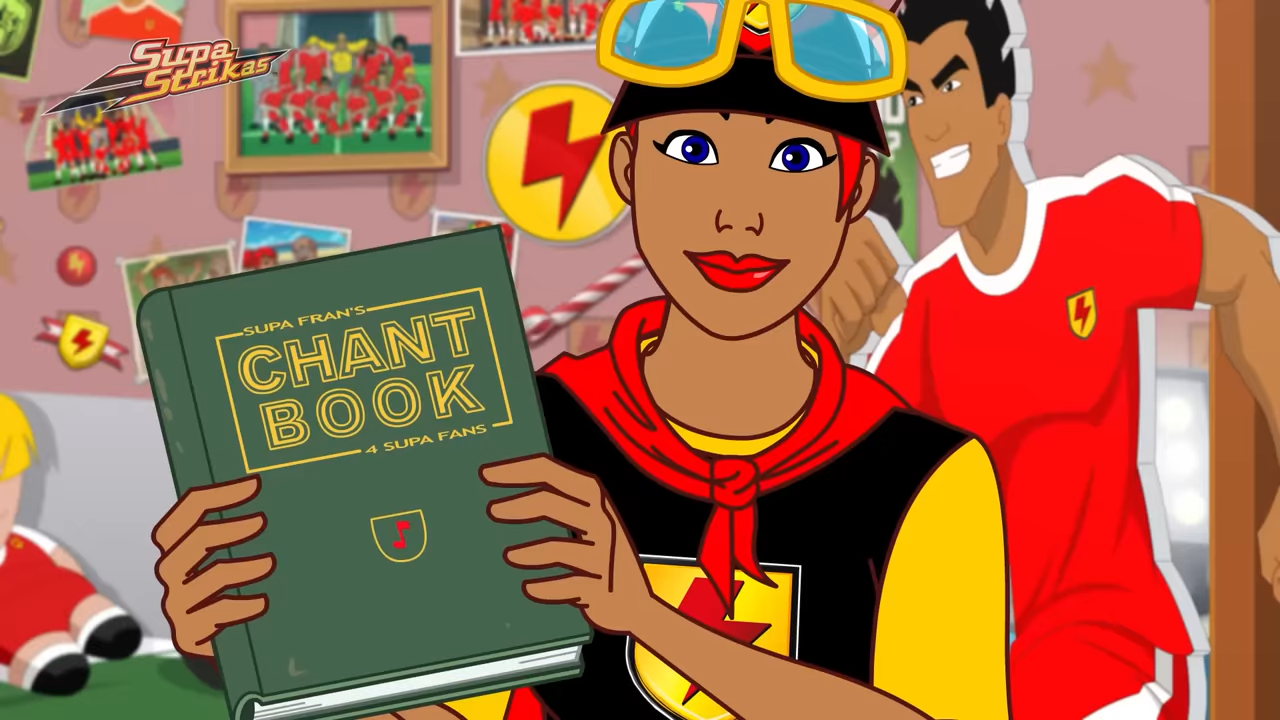 Supa
Strikas
SUPA FRAN'S
CHANT
BOOK
4 SUPA FANS